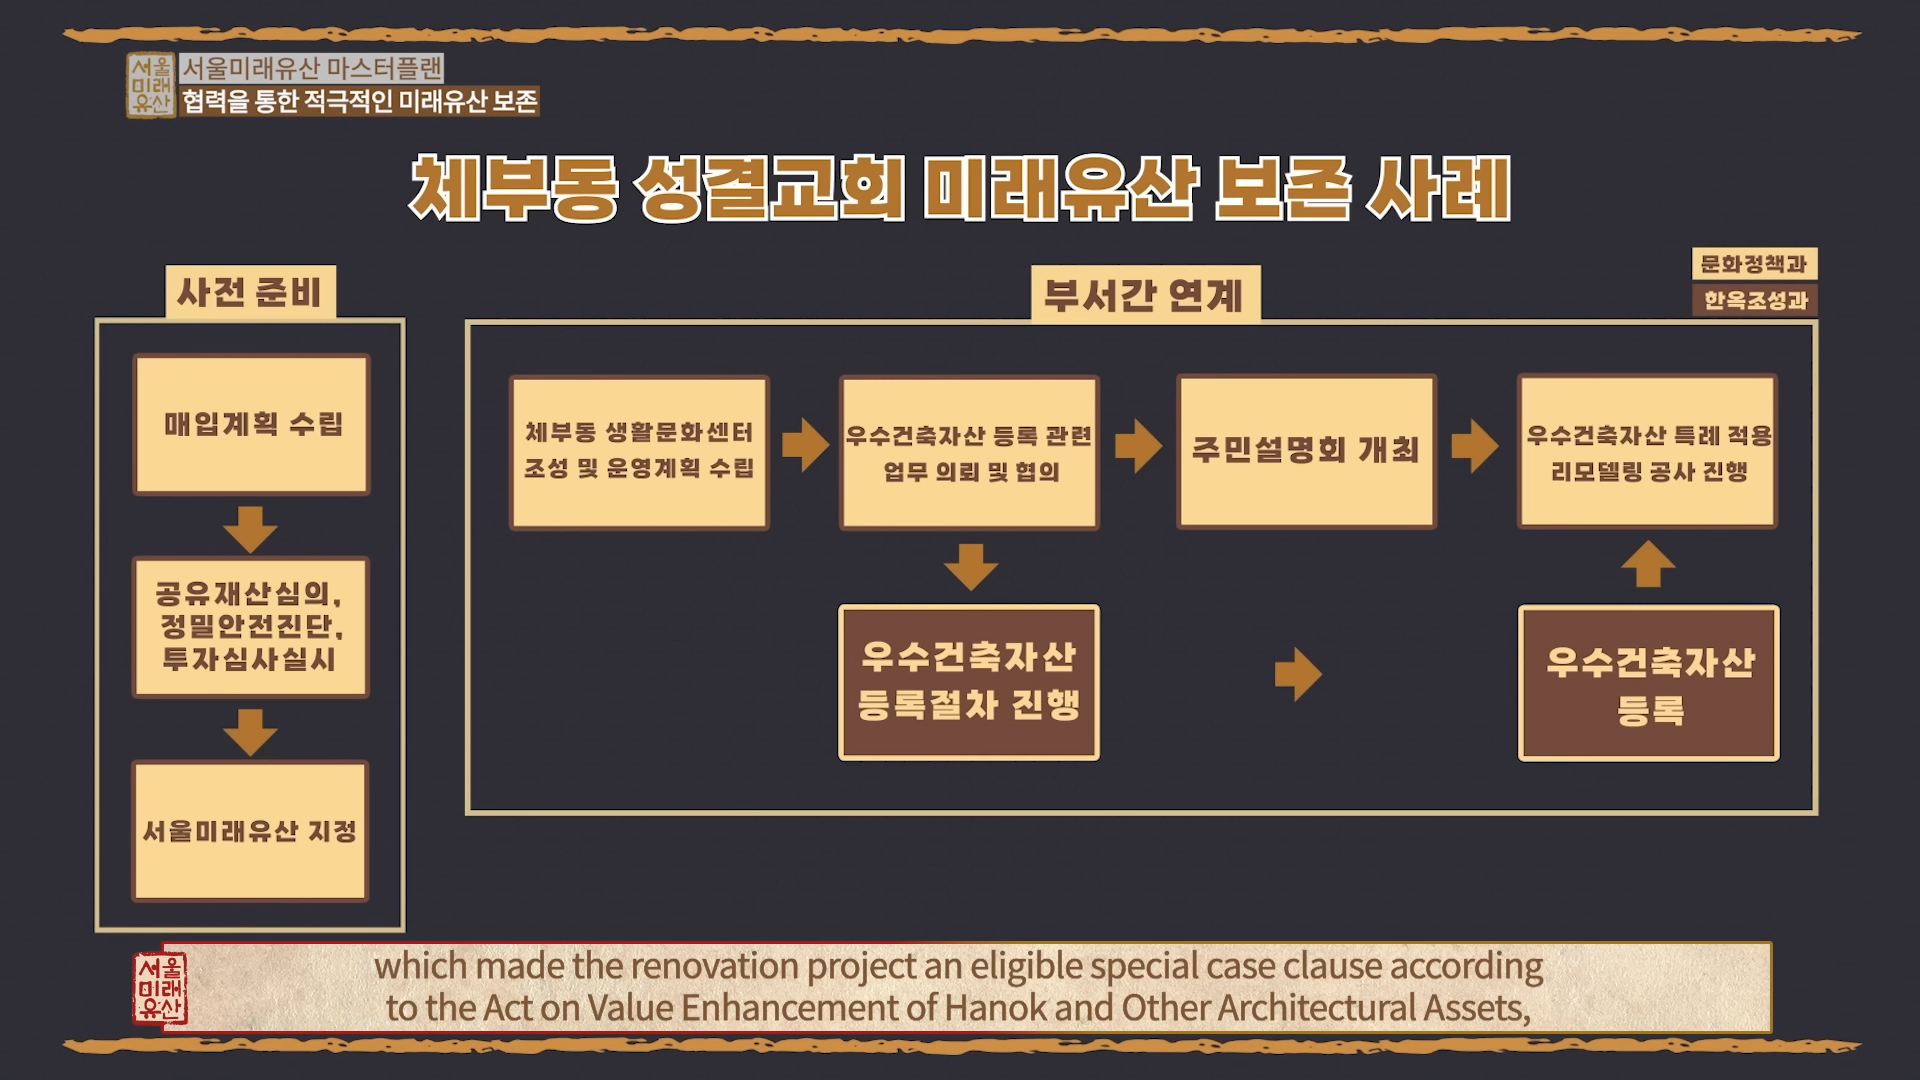 서울
미래
유산
서울미래유산 마스터플랜
협력을 통한 적극적인 미래유산 보존
체부동 성결교회 미래유산 보존 사례
사전 준비
매입계획 수립
공유재산심의,
정밀안전진단,
투자심사실시
서울미래유산 지정
부서간 연계
문화정책과
한옥조성과
체부동 생활문화센터
조성 및 운영계획 수립
우수건축자산 등록 관련
업무 의뢰 및 협의
주민설명회 개최
우수건축자산 특례 적용
리모델링 공사 진행
우수건축자산
등록절차 진행
우수건축자산
등록
서울
미래
유산
which made the renovation project an eligible special case clause according
to the Act on Value Enhancement of Hanok and Other Architectural Assets,